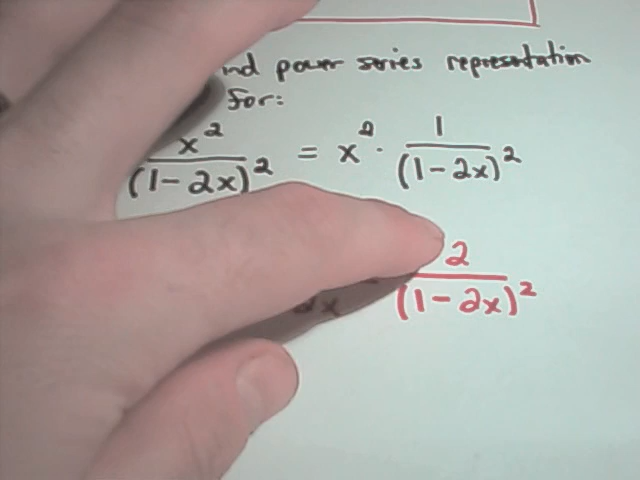 nd power series representation
for:
x² / (1-2x)² = x² · 1 / (1-2x)²
2 / (1-2x)²